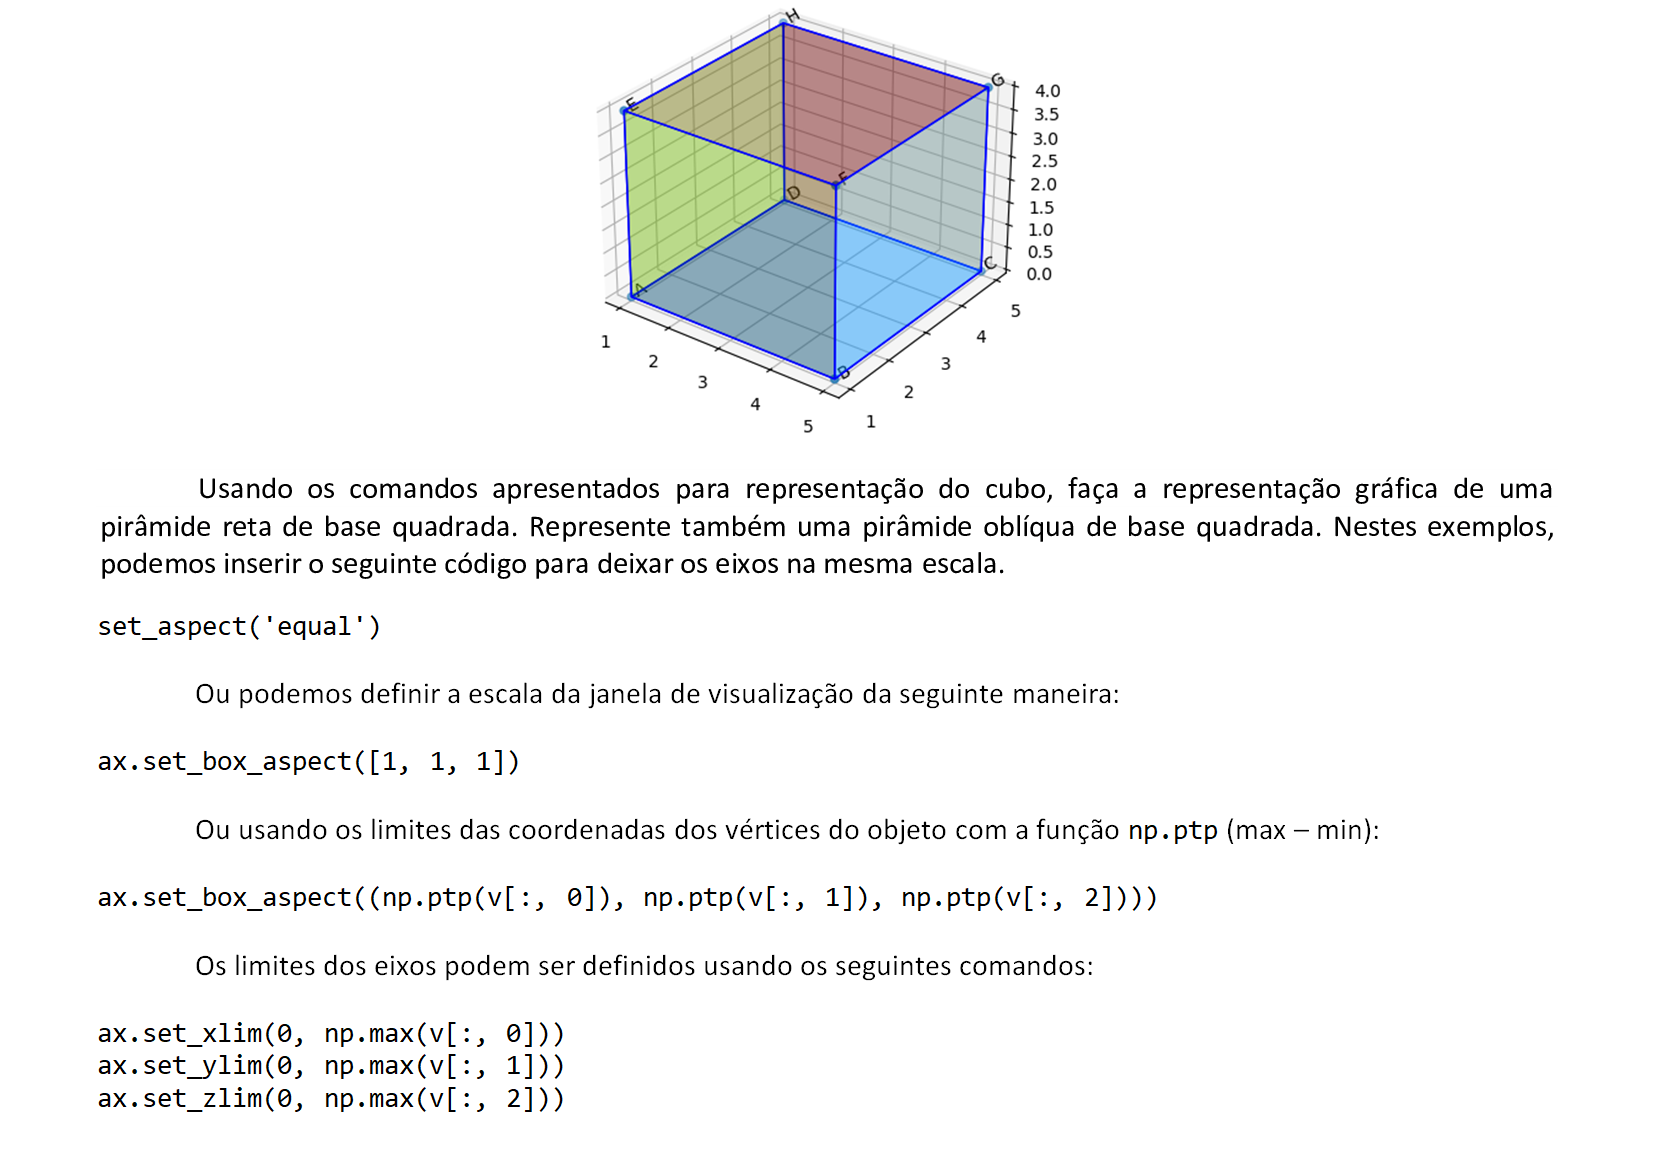 H
G
E
4.0
3.5
3.0
F
2.5
D
2.0
1.5
1.0
C
0.5
A
0.0
5
1
4
2
3
B
3
2
4
1
5
Usando os comandos apresentados para representação do cubo, faça a representação gráfica de uma
pirâmide reta de base quadrada. Represente também uma pirâmide oblíqua de base quadrada. Nestes exemplos,
podemos inserir o seguinte código para deixar os eixos na mesma escala.
set_aspect('equal')
Ou podemos definir a escala da janela de visualização da seguinte maneira:
ax.set_box_aspect([1, 1, 1])
Ou usando os limites das coordenadas dos vértices do objeto com a função np.ptp (max – min):
ax.set_box_aspect((np.ptp(v[:, 0]), np.ptp(v[:, 1]), np.ptp(v[:, 2])))
Os limites dos eixos podem ser definidos usando os seguintes comandos:
ax.set_xlim(0, np.max(v[:, 0]))
ax.set_ylim(0, np.max(v[:, 1]))
ax.set_zlim(0, np.max(v[:, 2]))